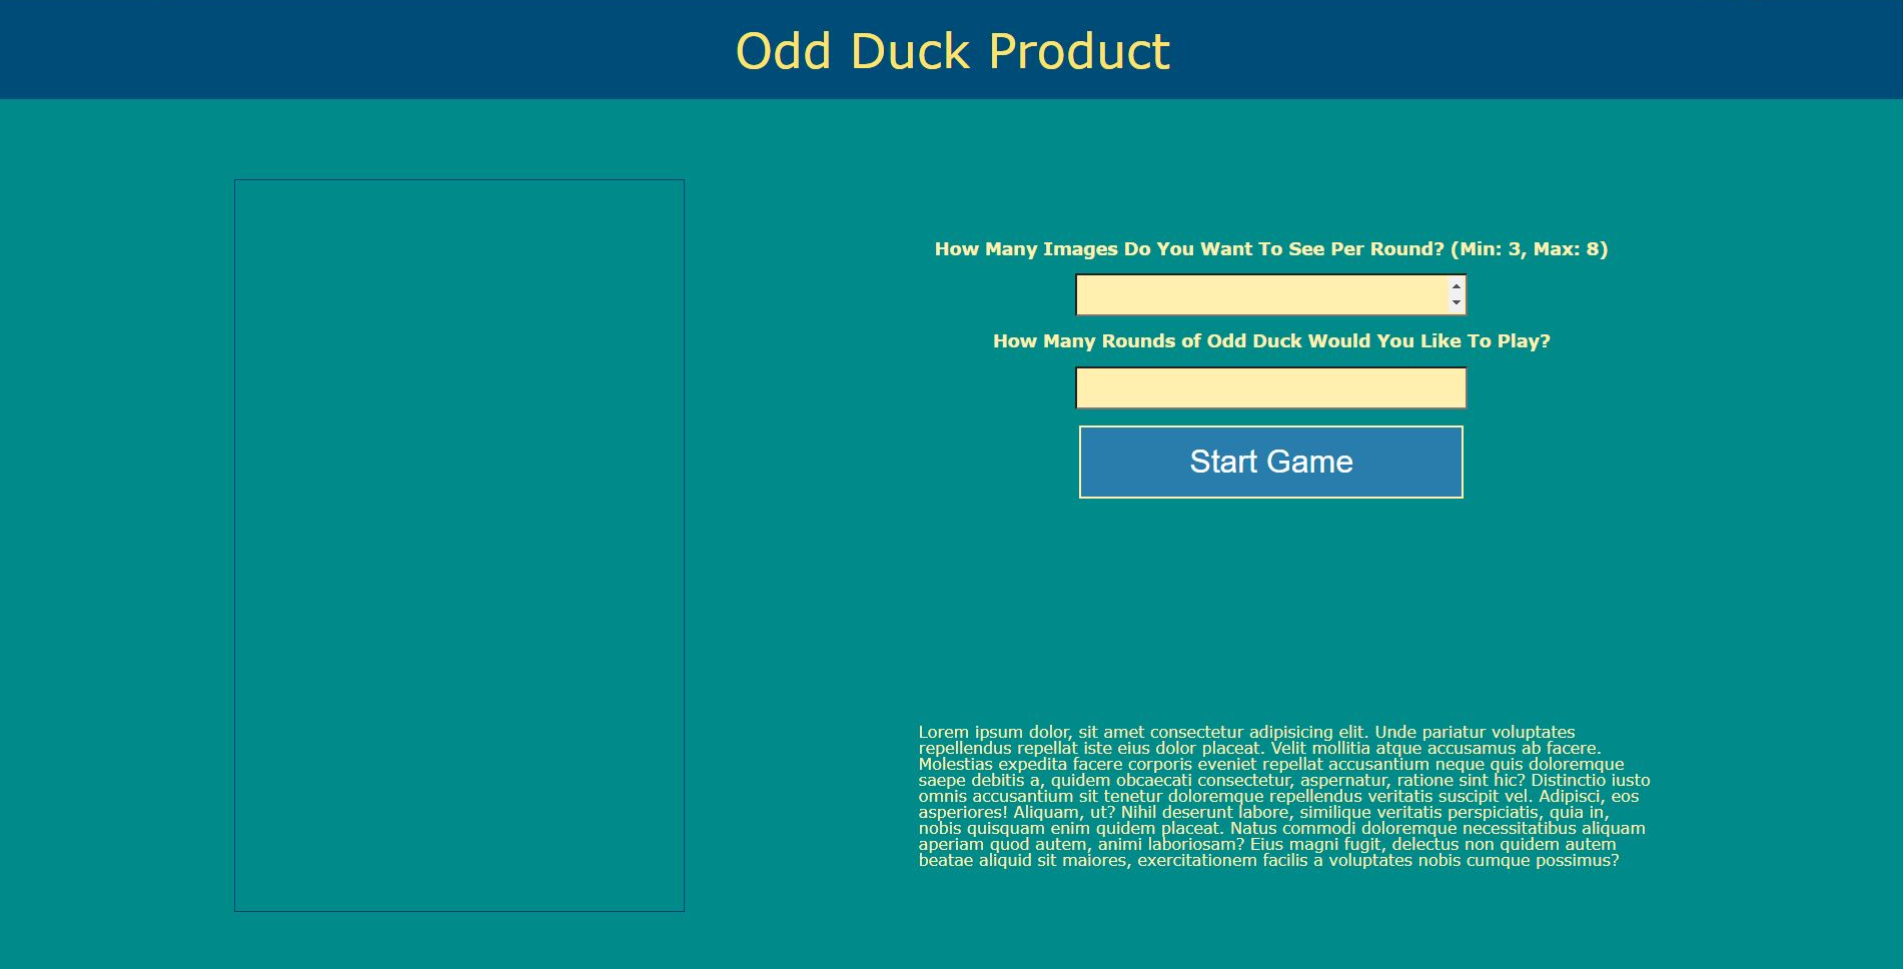 Odd Duck Product
How Many Images Do You Want To See Per Round? (Min: 3, Max: 8)
How Many Rounds of Odd Duck Would You Like To Play?
Start Game
Lorem ipsum dolor, sit amet consectetur adipisicing elit. Unde pariatur voluptates
repellendus repellat iste eius dolor placeat. Velit mollitia atque accusamus ab facere.
Molestias expedita facere corporis eveniet repellat accusantium neque quis doloremque
saepe debitis a, quidem obcaecati consectetur, aspernatur, ratione sint hic? Distinctio iusto
omnis accusantium sit tenetur doloremque repellendus veritatis suscipit vel. Adipisci, eos
asperiores! Aliquam, ut? Nihil deserunt labore, similique veritatis perspiciatis, quia in,
nobis quisquam enim quidem placeat. Natus commodi doloremque necessitatibus aliquam
aperiam quod autem, animi laboriosam? Eius magni fugit, delectus non quidem autem
beatae aliquid sit maiores, exercitationem facilis a voluptates nobis cumque possimus?